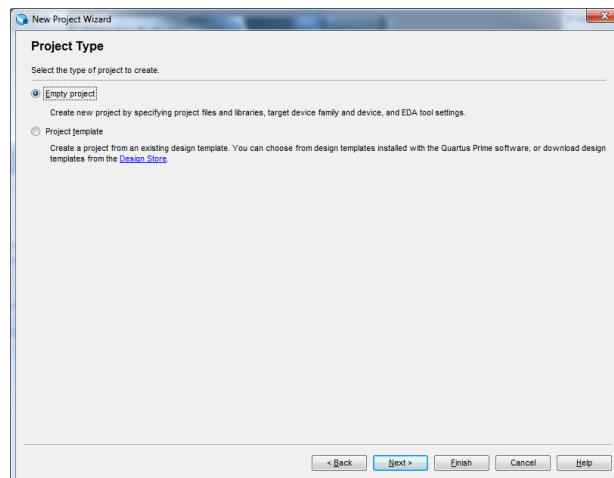 New Project Wizard
Project Type
Select the type of project to create.
Empty project
Create new project by specifying project files and libraries, target device family and device, and EDA tool settings.
Project template
Create a project from an existing design template. You can choose from design templates installed with the Quartus Prime software, or download design
templates from the Design Store.
< Back Next > Finish Cancel Help